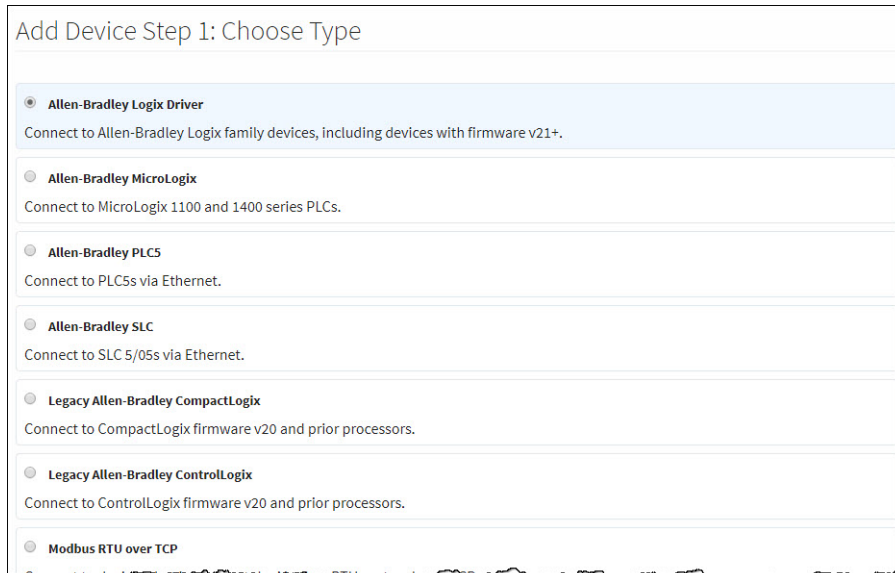 Add Device Step 1: Choose Type
Allen-Bradley Logix Driver
Connect to Allen-Bradley Logix family devices, including devices with firmware v21+.
Allen-Bradley MicroLogix
Connect to MicroLogix 1100 and 1400 series PLCs.
Allen-Bradley PLC5
Connect to PLC5s via Ethernet.
Allen-Bradley SLC
Connect to SLC 5/05s via Ethernet.
Legacy Allen-Bradley CompactLogix
Connect to CompactLogix firmware v20 and prior processors.
Legacy Allen-Bradley ControlLogix
Connect to ControlLogix firmware v20 and prior processors.
Modbus RTU over TCP